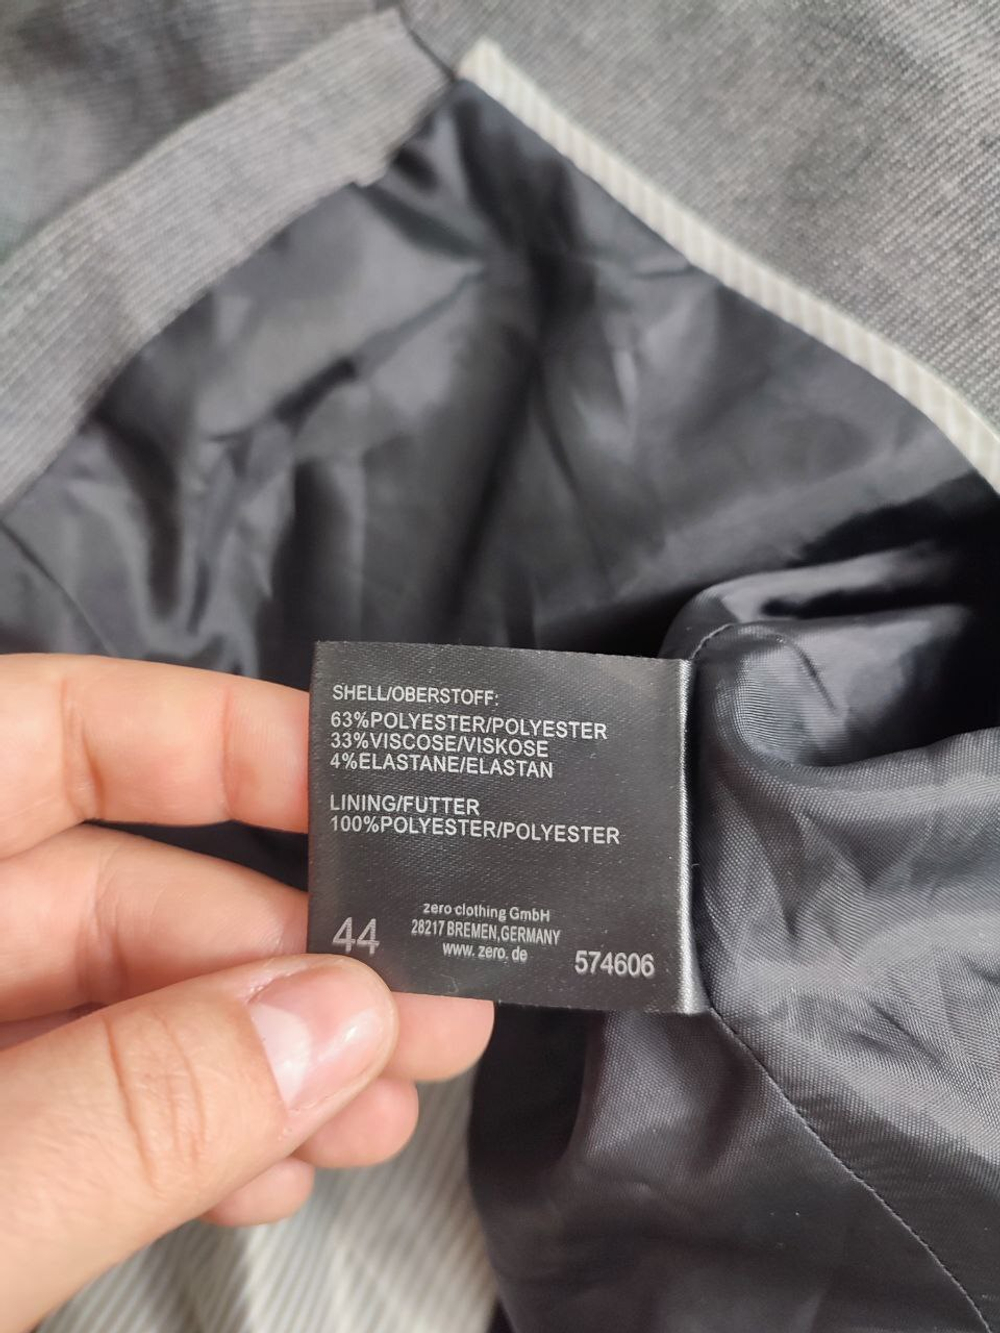 SHELL/OBERSTOFF:
63%POLYESTER/POLYESTER
33%VISCOSE/VISKOSE
4%ELASTANE/ELASTAN
LINING/FUTTER
100%POLYESTER/POLYESTER
zero clothing GmbH
28217 BREMEN,GERMANY
www. zero. de
44
574606